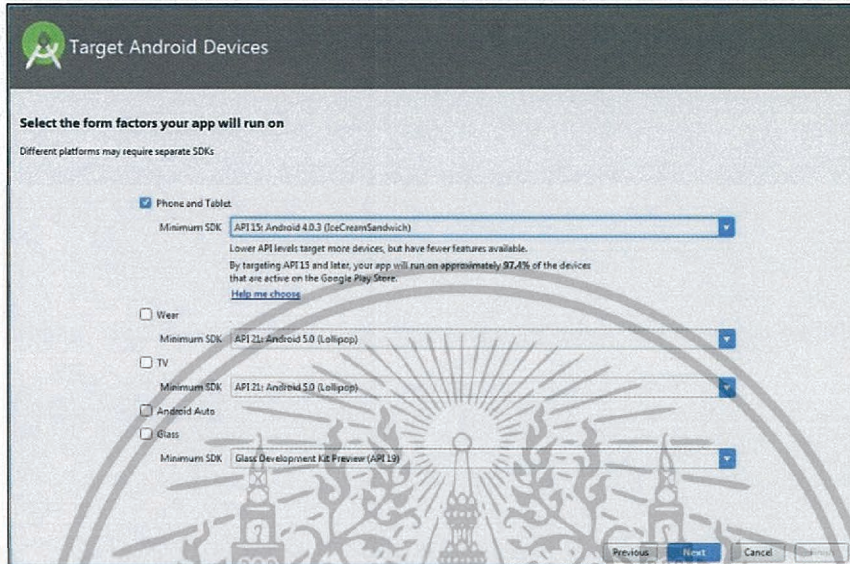 Target Android Devices
Select the form factors your app will run on
Different platforms may require separate SDKs
Phone and Tablet
Minimum SDK API 15: Android 4.0.3 (IceCreamSandwich)
Lower API levels target more devices, but have fewer features available.
By targeting API 15 and later, your app will run on approximately 97.4% of the devices
that are active on the Google Play Store.
Help me choose
Wear
Minimum SDK API 21: Android 5.0 (Lollipop)
TV
Minimum SDK API 21: Android 5.0 (Lollipop)
Android Auto
Glass
Minimum SDK Glass Development Kit Preview (API 19)
Previous Next Cancel